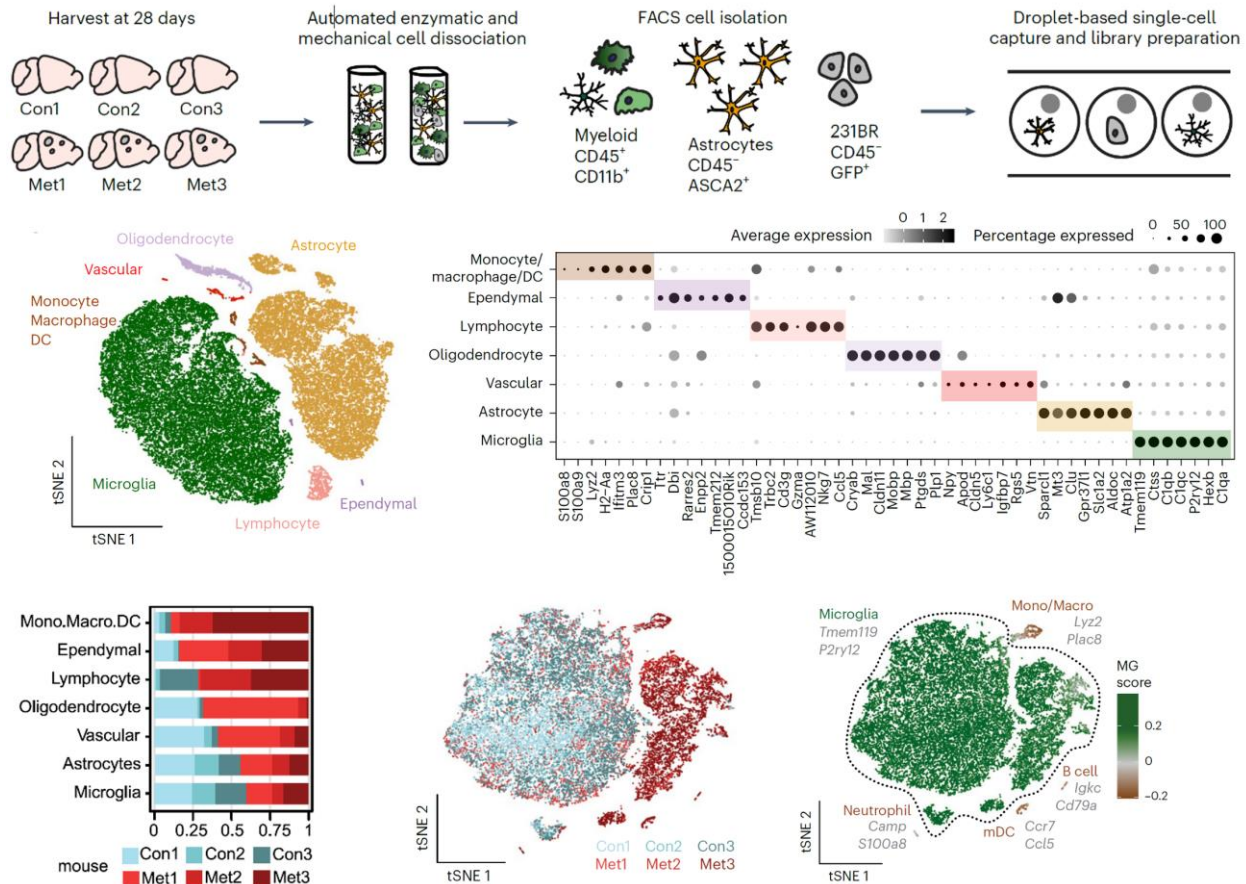 Harvest at 28 days
Con1
Con2
Con3
Met1
Met2
Met3
Automated enzymatic and
mechanical cell dissociation
FACS cell isolation
Myeloid
CD45+
CD11b+
Astrocytes
CD45−
ASCA2+
231BR
CD45−
GFP+
Droplet-based single-cell
capture and library preparation
Oligodendrocyte
Astrocyte
Vascular
Monocyte
Macrophage
DC
Microglia
Lymphocyte
Ependymal
tSNE 2
tSNE 1
Average expression
0 1 2
Percentage expressed
0 50 100
Monocyte/
macrophage/DC
Ependymal
Lymphocyte
Oligodendrocyte
Vascular
Astrocyte
Microglia
S100a8
S100a9
Lyz2
H2-Aa
Ifitm3
Plac8
Crip1
Ttr
Dbi
Rarres2
Enpp2
Tmem212
1500015O10Rik
Ccdc153
Tmsb10
Trbc2
Cd3g
Gzma
AW112010
Nkg7
Ccl5
Cryab
Mal
Cldn11
Mobp
Mbp
Ptgds
Plp1
Npy
Apod
Cldn5
Ly6c1
Igfbp7
Rgs5
Vtn
Sparcl1
Mt3
Clu
Gpr37l1
Slc1a2
Aldoc
Atp1a2
Tmem119
Ctss
C1qb
C1qc
P2ry12
Hexb
C1qa
Mono.Macro.DC
Ependymal
Lymphocyte
Oligodendrocyte
Vascular
Astrocytes
Microglia
0 0.25 0.5 0.75 1
mouse
Con1 Con2 Con3
Met1 Met2 Met3
tSNE 2
tSNE 1
Con1 Con2 Con3
Met1 Met2 Met3
Microglia
Tmem119
P2ry12
Mono/Macro
Lyz2
Plac8
MG
score
0.2
0
−0.2
B cell
Igkc
Cd79a
Neutrophil
Camp
S100a8
mDC
Ccr7
Ccl5
tSNE 2
tSNE 1